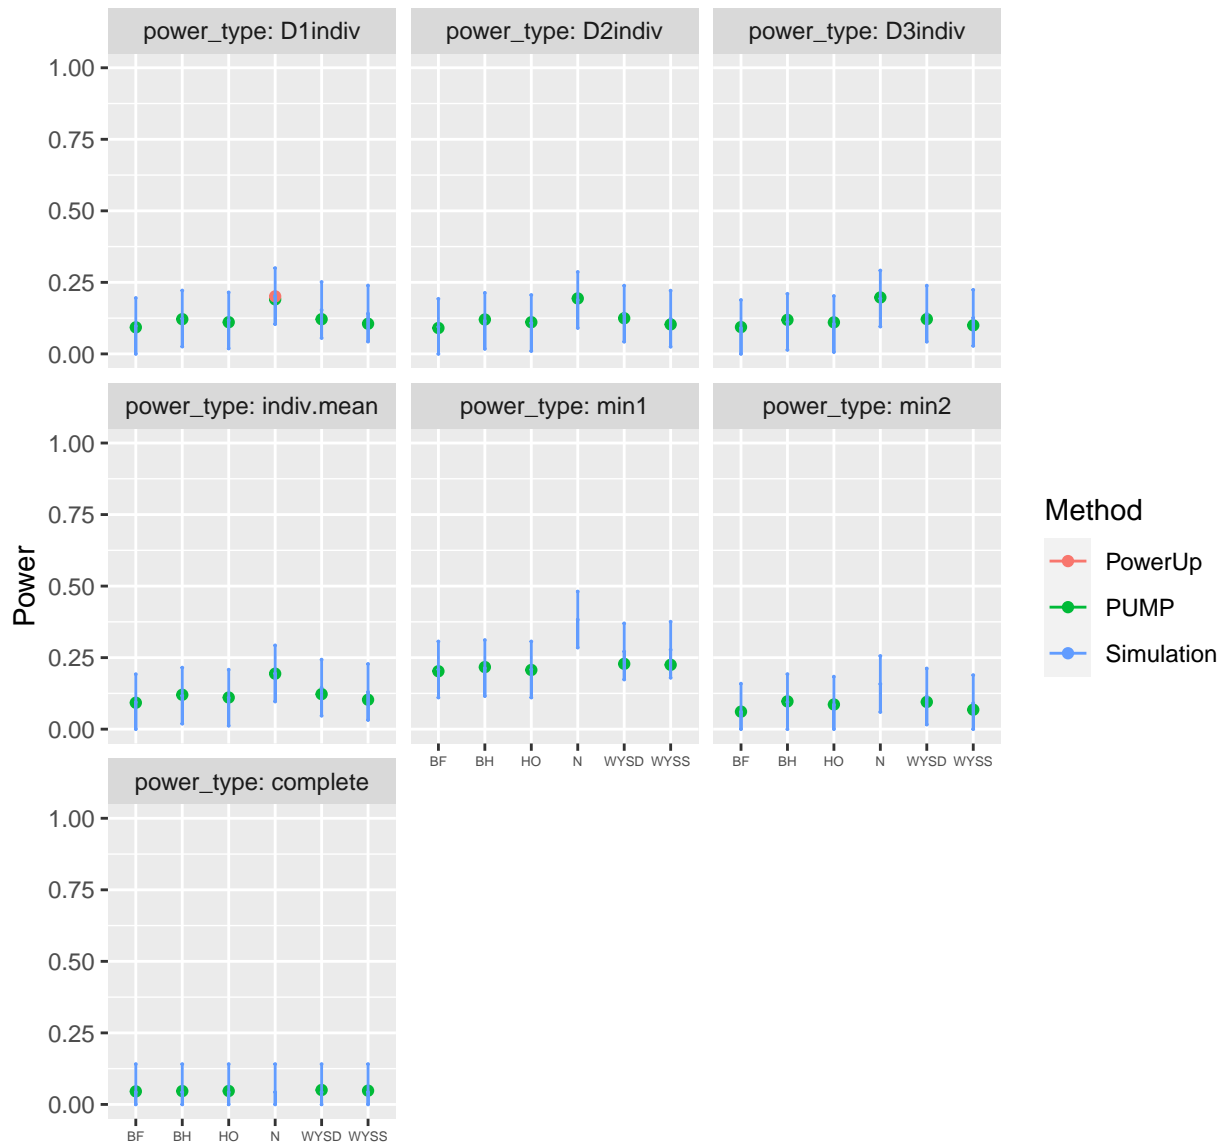 power_type: D1indiv power_type: D2indiv power_type: D3indiv
1.00
0.75
0.50
0.25
0.00
power_type: indiv.mean power_type: min1 power_type: min2
1.00
0.75
0.50
0.25
0.00
BF BH HO N WYSD WYSS BF BH HO N WYSD WYSS
power_type: complete
1.00
0.75
0.50
0.25
0.00
BF BH HO N WYSD WYSS
Power
Method
PowerUp
PUMP
Simulation